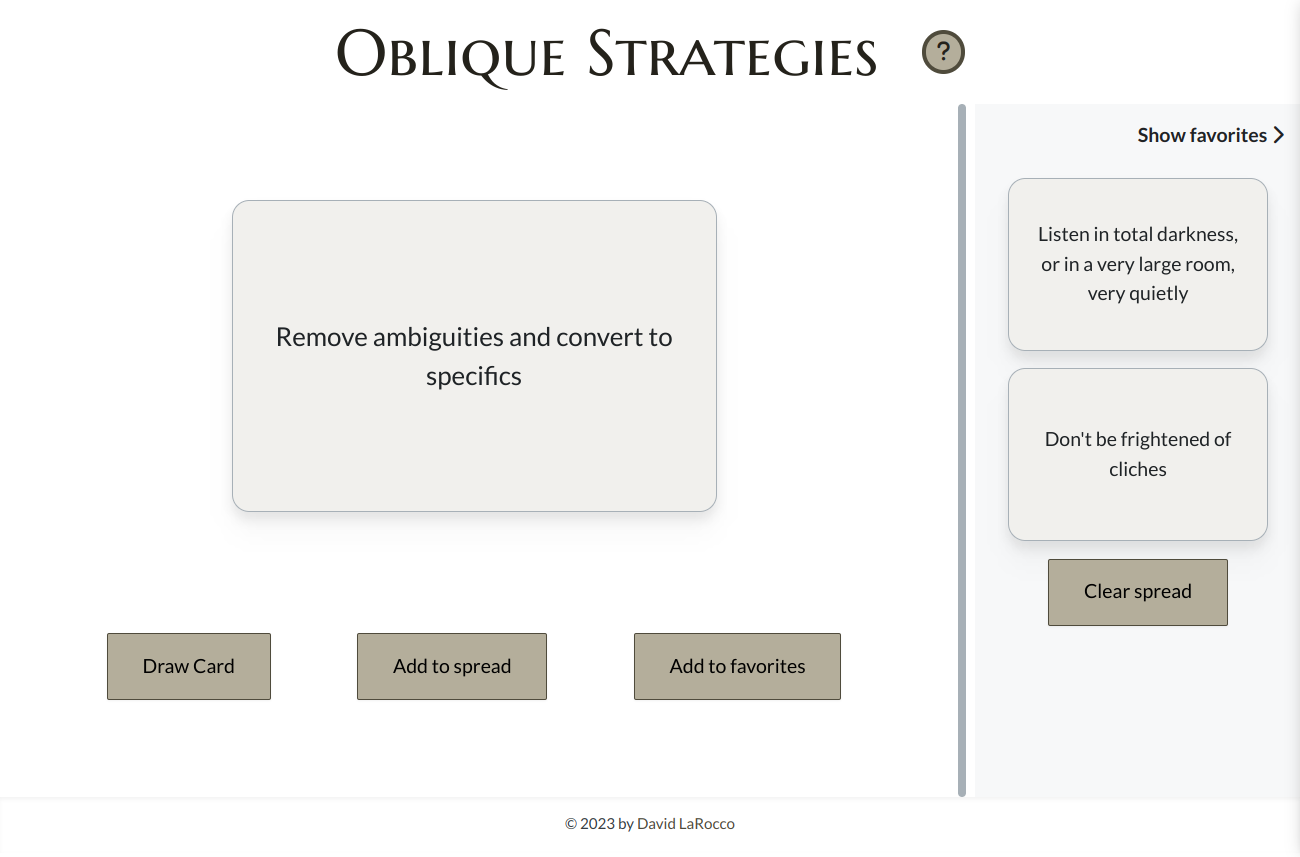 Oblique Strategies
?
Remove ambiguities and convert to
specifics
Draw Card
Add to spread
Add to favorites
Show favorites
Listen in total darkness,
or in a very large room,
very quietly
Don't be frightened of
cliches
Clear spread
© 2023 by David LaRocco